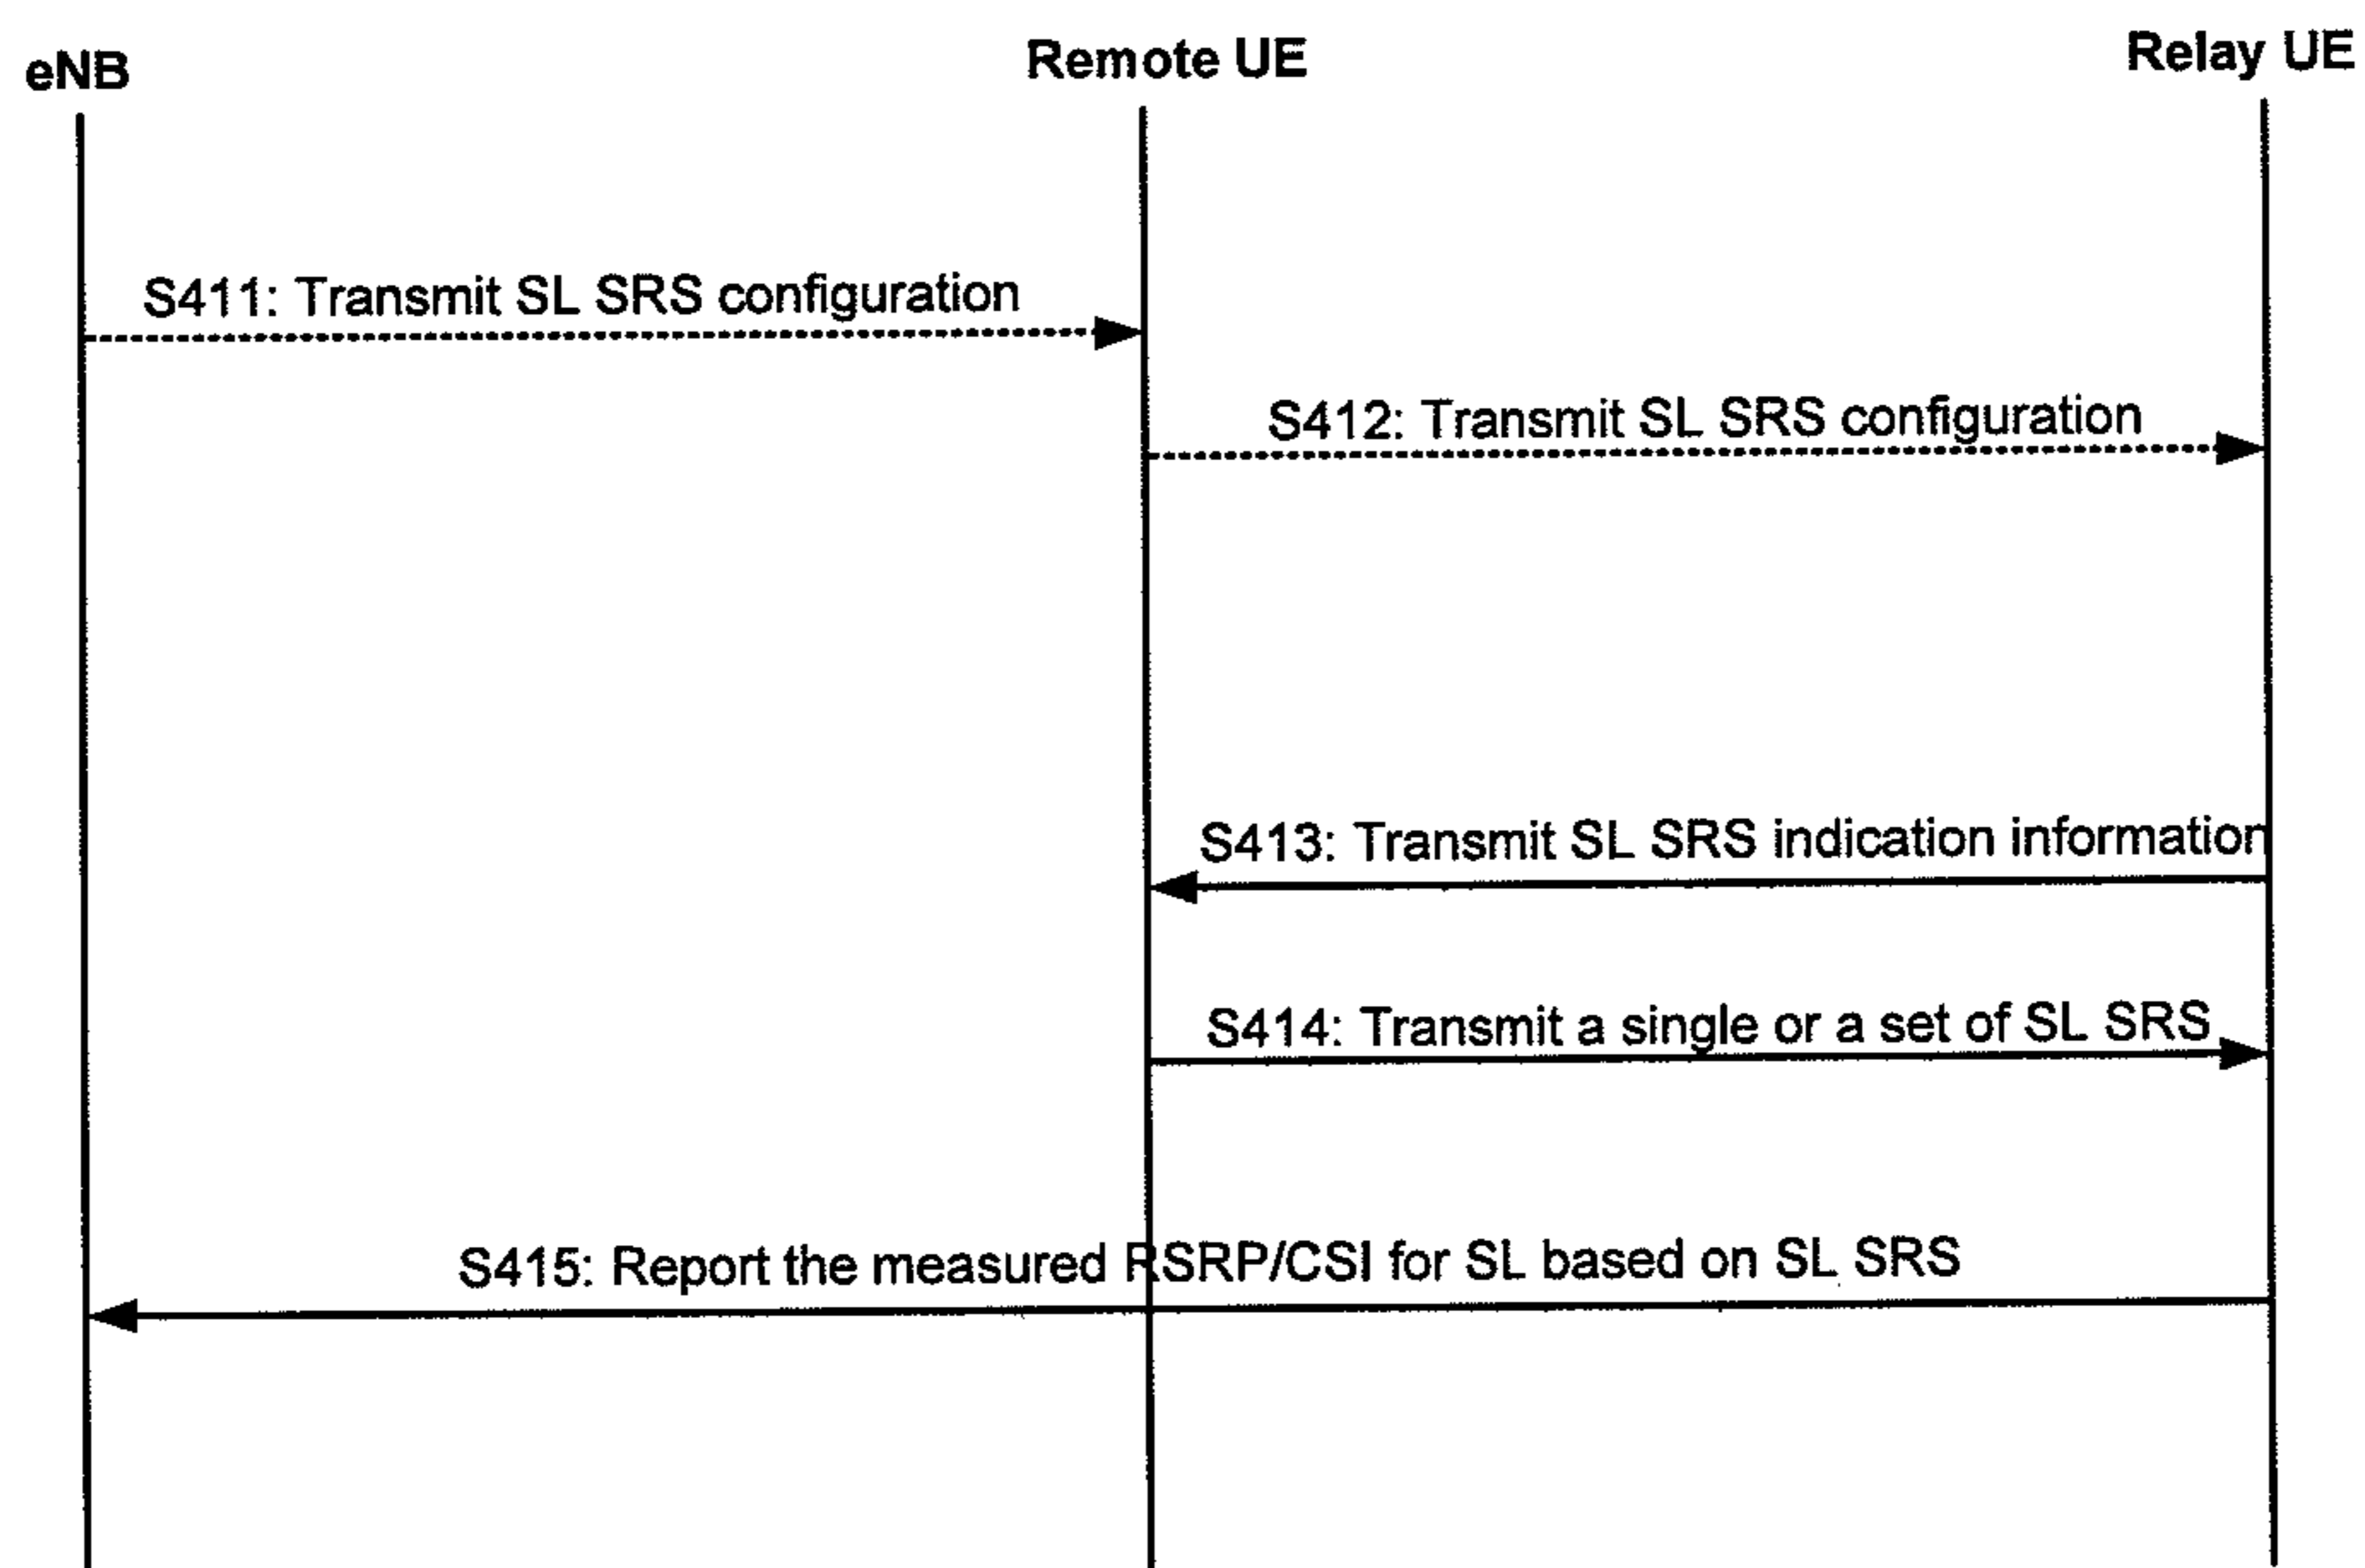 eNB
Remote UE
Relay UE
S411: Transmit SL SRS configuration
S412: Transmit SL SRS configuration
S413: Transmit SL SRS indication information
S414: Transmit a single or a set of SL SRS
S415: Report the measured RSRP/CSI for SL based on SL SRS